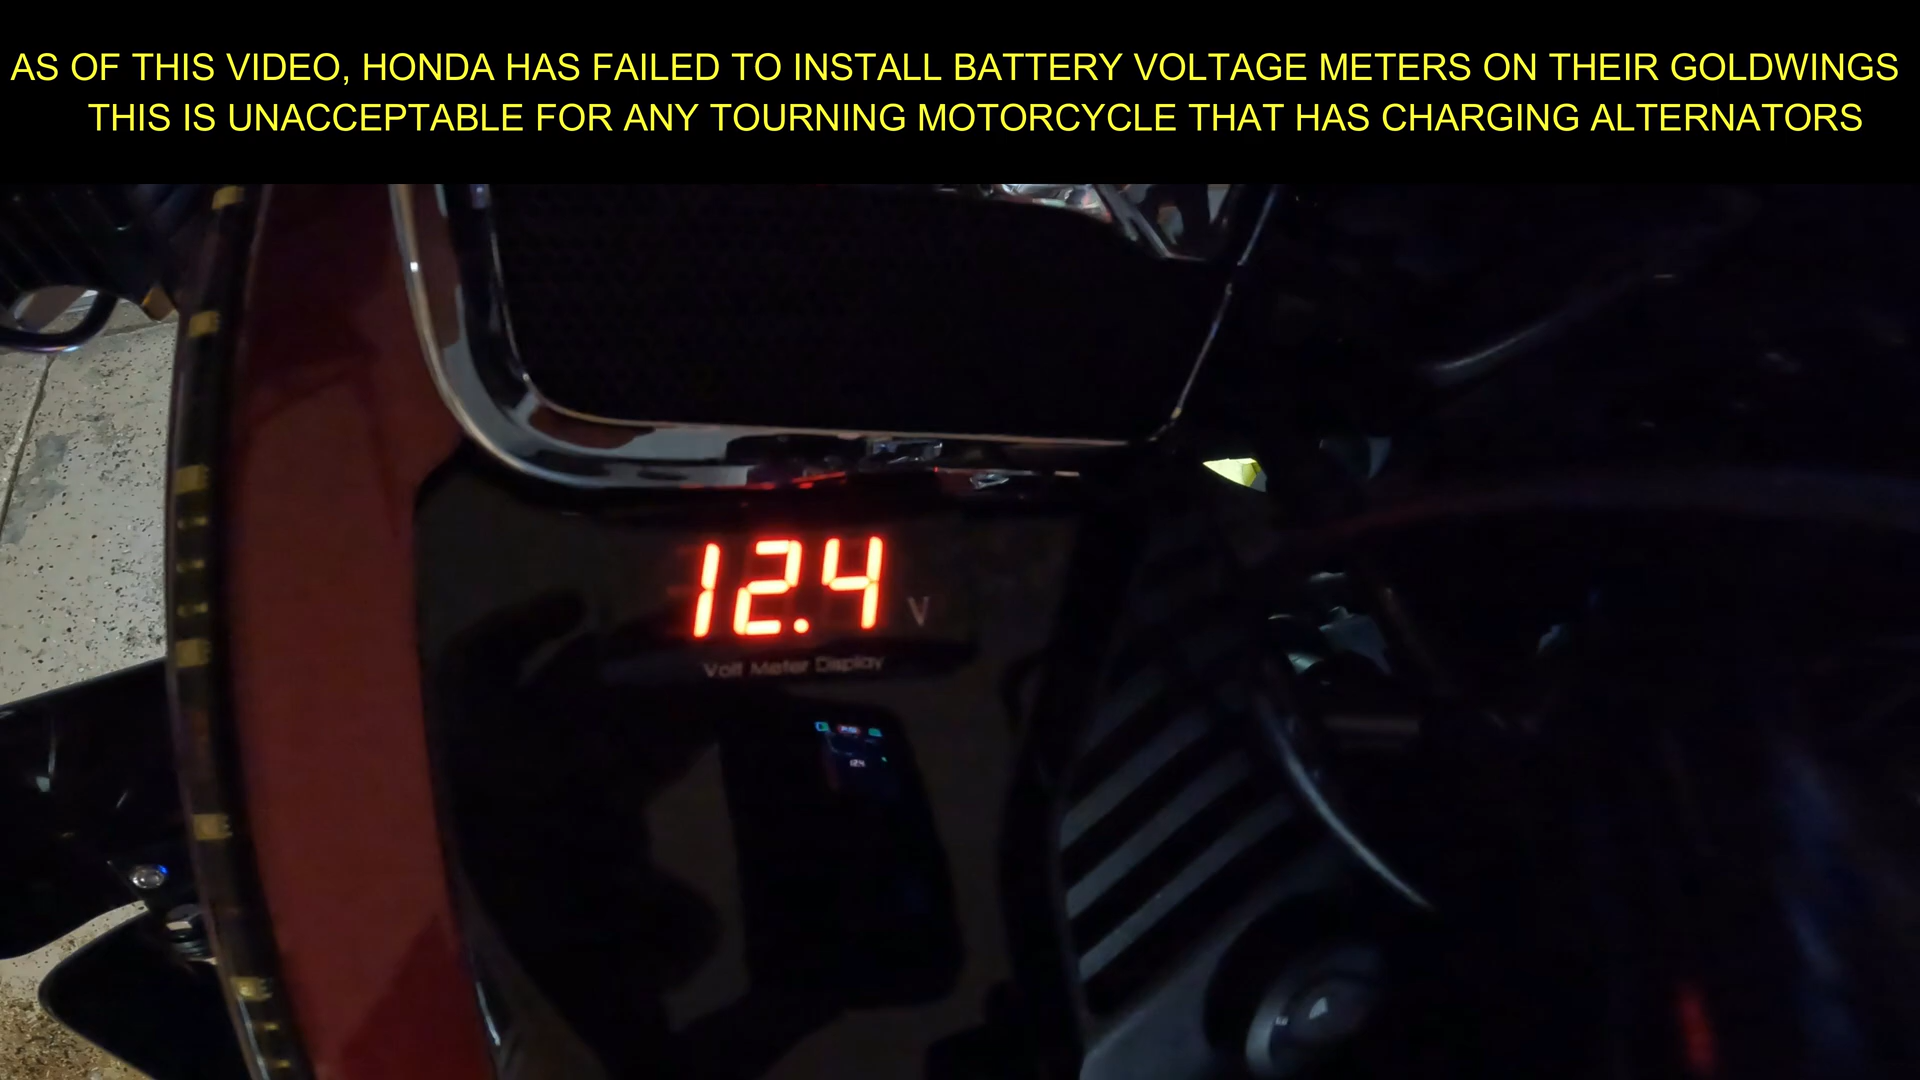 AS OF THIS VIDEO, HONDA HAS FAILED TO INSTALL BATTERY VOLTAGE METERS ON THEIR GOLDWINGS
THIS IS UNACCEPTABLE FOR ANY TOURNING MOTORCYCLE THAT HAS CHARGING ALTERNATORS
12.4 V
Volt Meter Display